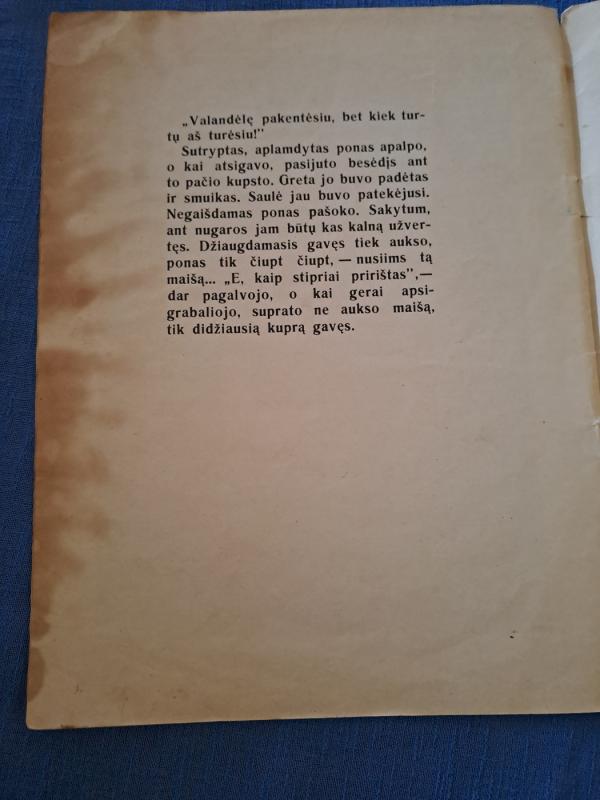 „Valandėlę pakentėsiu, bet kiek tur-
tų aš turėsiu!"
Sutryptas, aplamdytas ponas apalpo,
o kai atsigavo, pasijuto besėdįs ant
to pačio kupsto. Greta jo buvo padėtas
ir smuikas. Saulė jau buvo patekėjusi.
Negaišdamas ponas pašoko. Sakytum,
ant nugaros jam būtų kas kalną užver-
tęs. Džiaugdamasis gavęs tiek aukso,
ponas tik čiupt čiupt, — nusiims tą
maišą... „E, kaip stipriai pririštas", —
dar pagalvojo, o kai gerai apsi-
grabaliojo, suprato ne aukso maišą,
tik didžiausią kuprą gavęs.